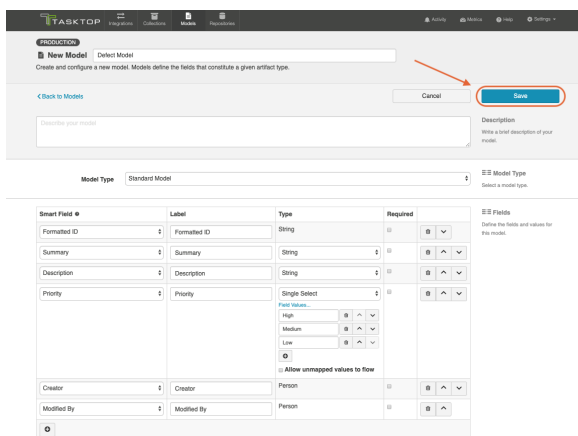 TASKTOP
Integrations Collections Models Repositories
Activity Metrics Help Settings
PRODUCTION
New Model Defect Model
Create and configure a new model. Models define the fields that constitute a given artifact type.
Back to Models
Cancel
Save
Describe your model
Description
Write a brief description of your
model.
Model Type Standard Model
Model Type
Select a model type.
Smart Field Label Type Required
Fields
Define the fields and values for
this model.
Formatted ID Formatted ID String
Summary Summary String
Description Description String
Priority Priority Single Select
Field Values...
High
Medium
Low
Allow unmapped values to flow
Creator Creator Person
Modified By Modified By Person